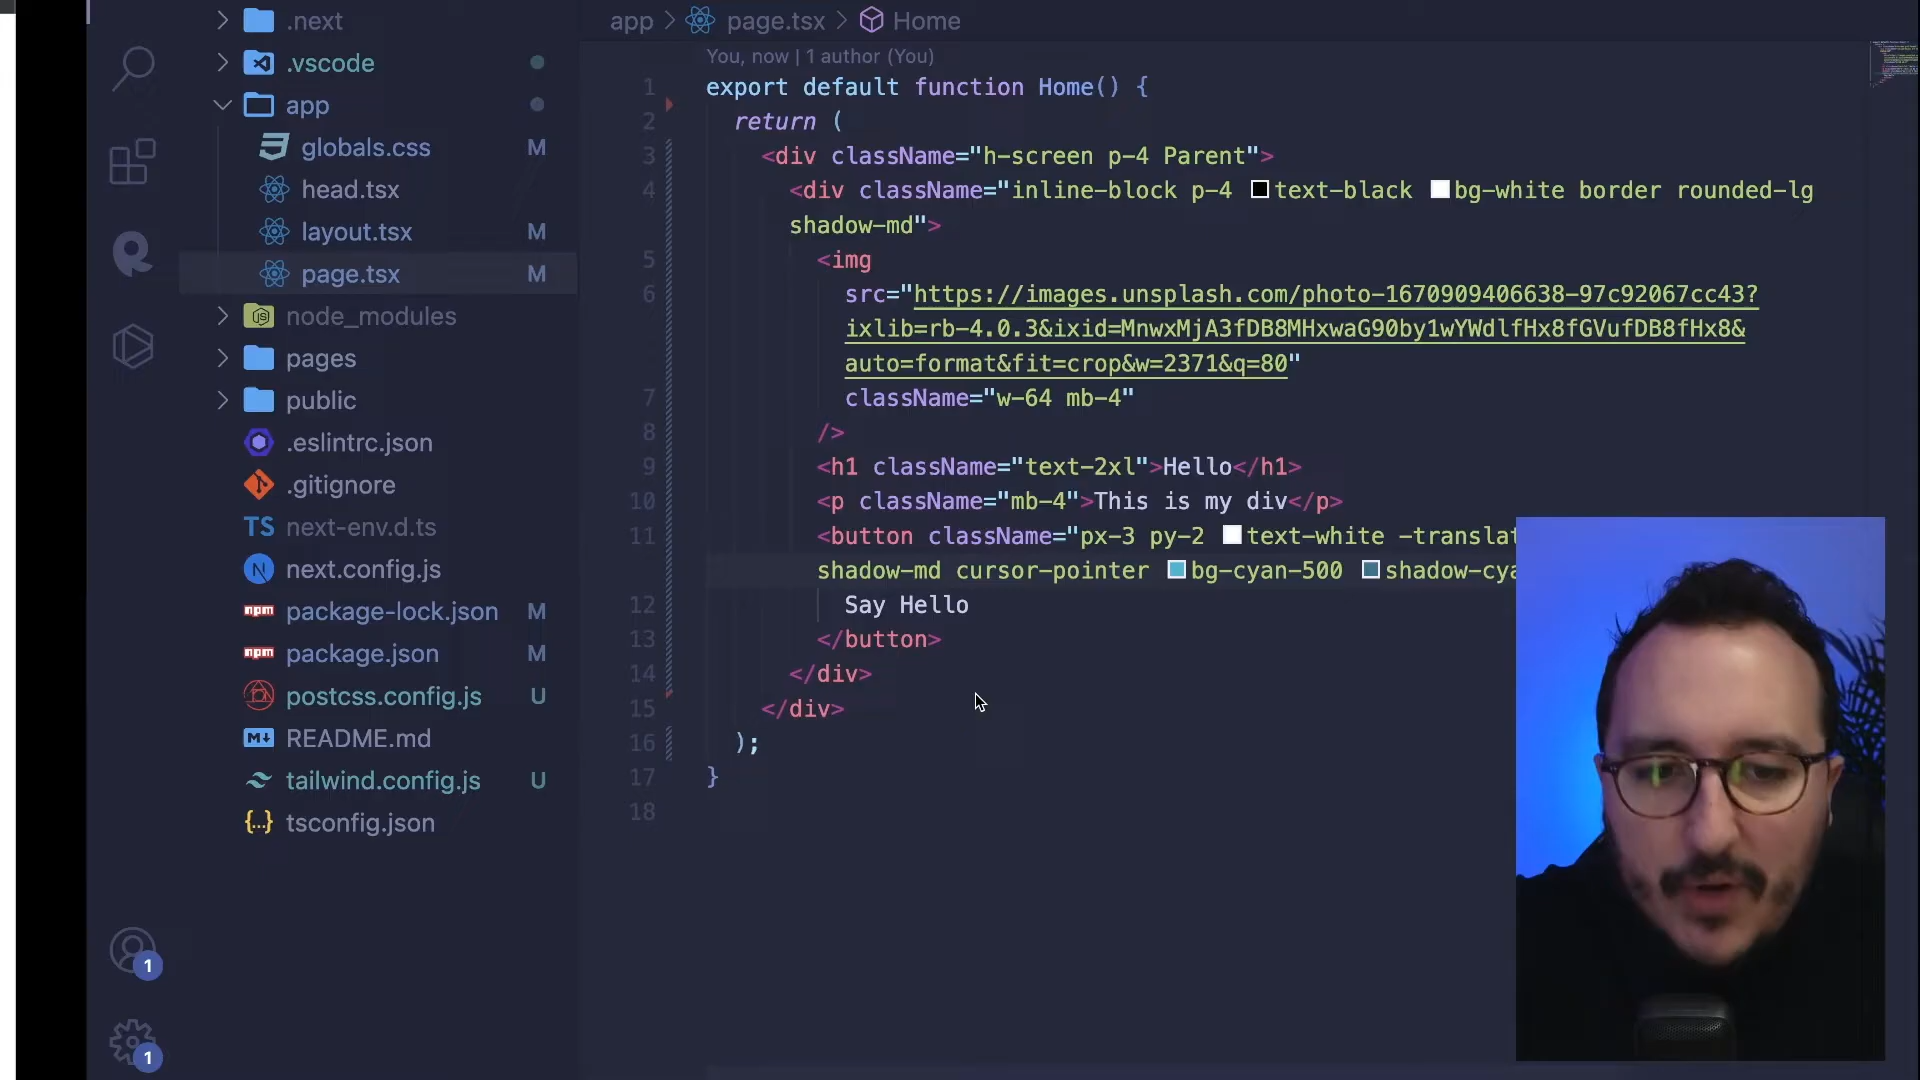 .next
.vscode
app
globals.css M
head.tsx
layout.tsx M
page.tsx M
node_modules
pages
public
.eslintrc.json
.gitignore
TS next-env.d.ts
N next.config.js
npm package-lock.json M
npm package.json M
postcss.config.js U
M README.md
tailwind.config.js U
{...} tsconfig.json
1
1
app > page.tsx > Home
You, now | 1 author (You)
1 export default function Home() {
2 return (
3 <div className="h-screen p-4 Parent">
4 <div className="inline-block p-4 text-black bg-white border rounded-lg
shadow-md">
5 <img
6 src="https://images.unsplash.com/photo-1670909406638-97c92067cc43?
ixlib=rb-4.0.3&ixid=MnwxMjA3fDB8MHxwaG90by1wYWdlfHx8fGVufDB8fHx8&
auto=format&fit=crop&w=2371&q=80"
7 className="w-64 mb-4"
8 />
9 <h1 className="text-2xl">Hello</h1>
10 <p className="mb-4">This is my div</p>
11 <button className="px-3 py-2 text-white
shadow-md cursor-pointer bg-cyan-500
12 Say Hello
13 </button>
14 </div>
15 </div>
16 );
17 }
18